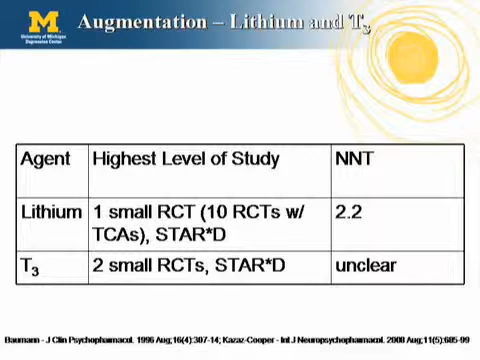 Augmentation – Lithium and T3
M
University of Michigan
Depression Center
Agent Highest Level of Study NNT
Lithium 1 small RCT (10 RCTs w/ 2.2
TCAs), STAR*D
T3 2 small RCTs, STAR*D unclear
Baumann - J Clin Psychopharmacol. 1996 Aug;16(4):307-14; Kazaz-Cooper - Int J Neuropsychopharmacol. 2008 Aug;11(5):685-99